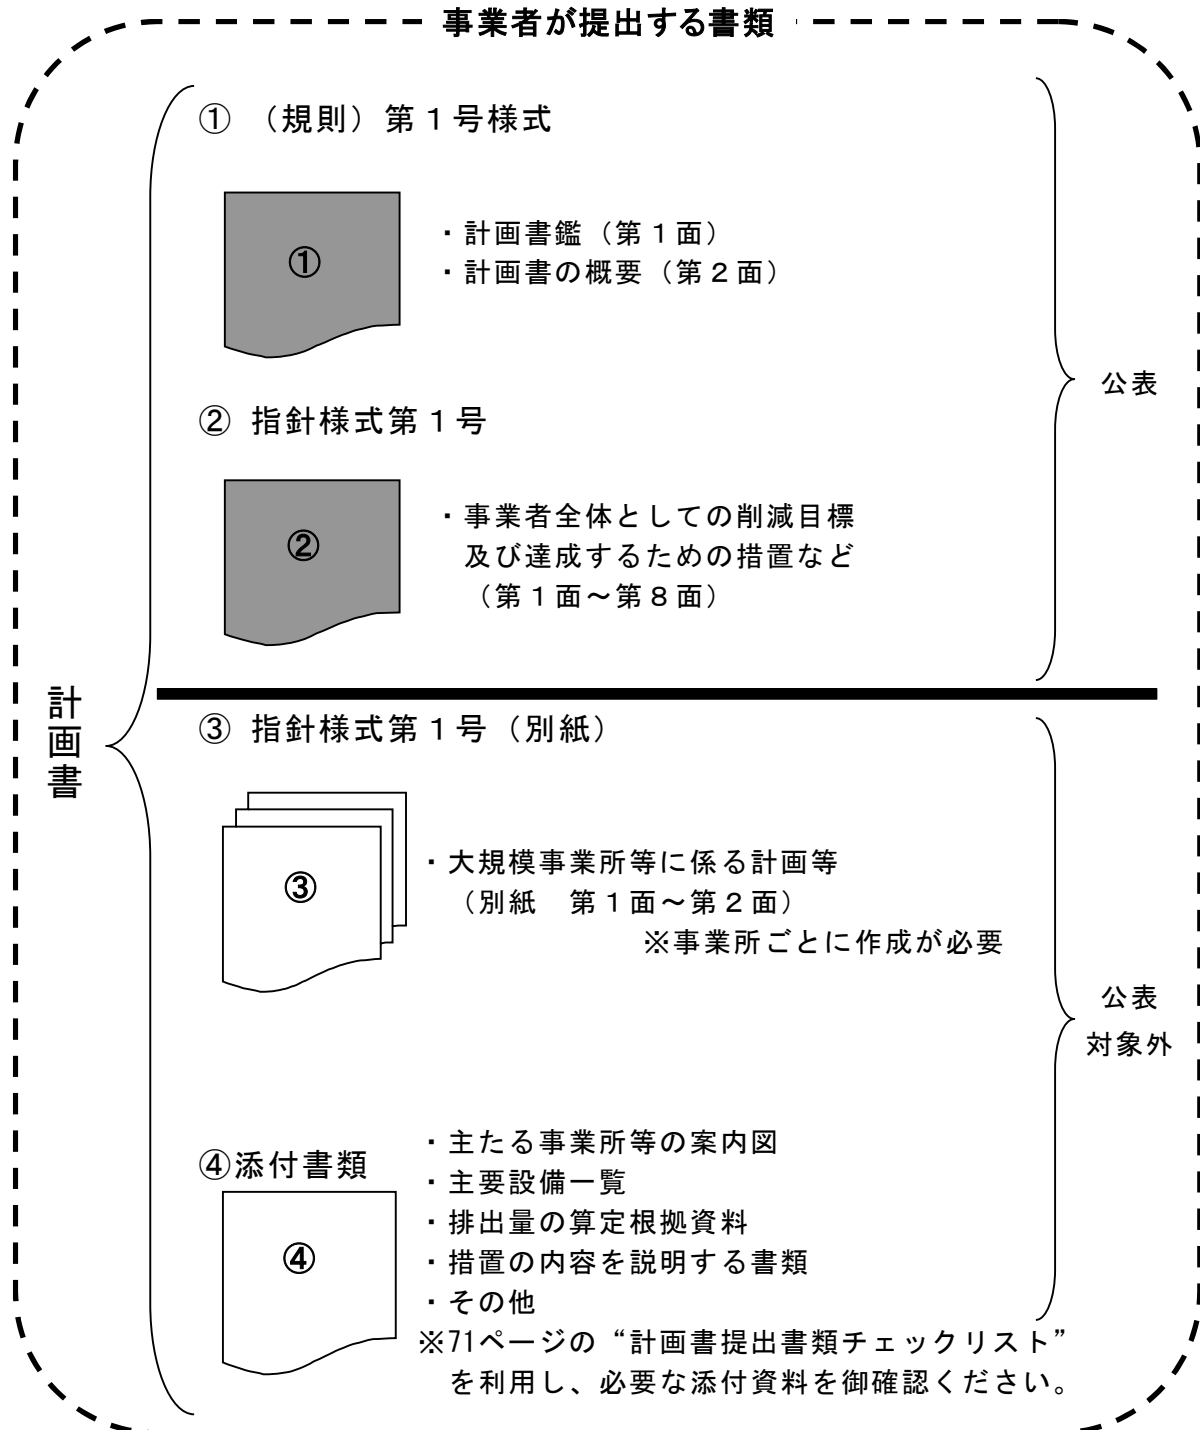 事業者が提出する書類
計画書
① （規則）第１号様式
①
・計画書鑑（第１面）
・計画書の概要（第２面）
② 指針様式第１号
②
・事業者全体としての削減目標
及び達成するための措置など
（第１面～第８面）
公表
③ 指針様式第１号（別紙）
③
・大規模事業所等に係る計画等
（別紙　第１面～第２面）
※事業所ごとに作成が必要
④添付書類
④
・主たる事業所等の案内図
・主要設備一覧
・排出量の算定根拠資料
・措置の内容を説明する書類
・その他
※71ページの“計画書提出書類チェックリスト”
を利用し、必要な添付資料を御確認ください。
公表
対象外